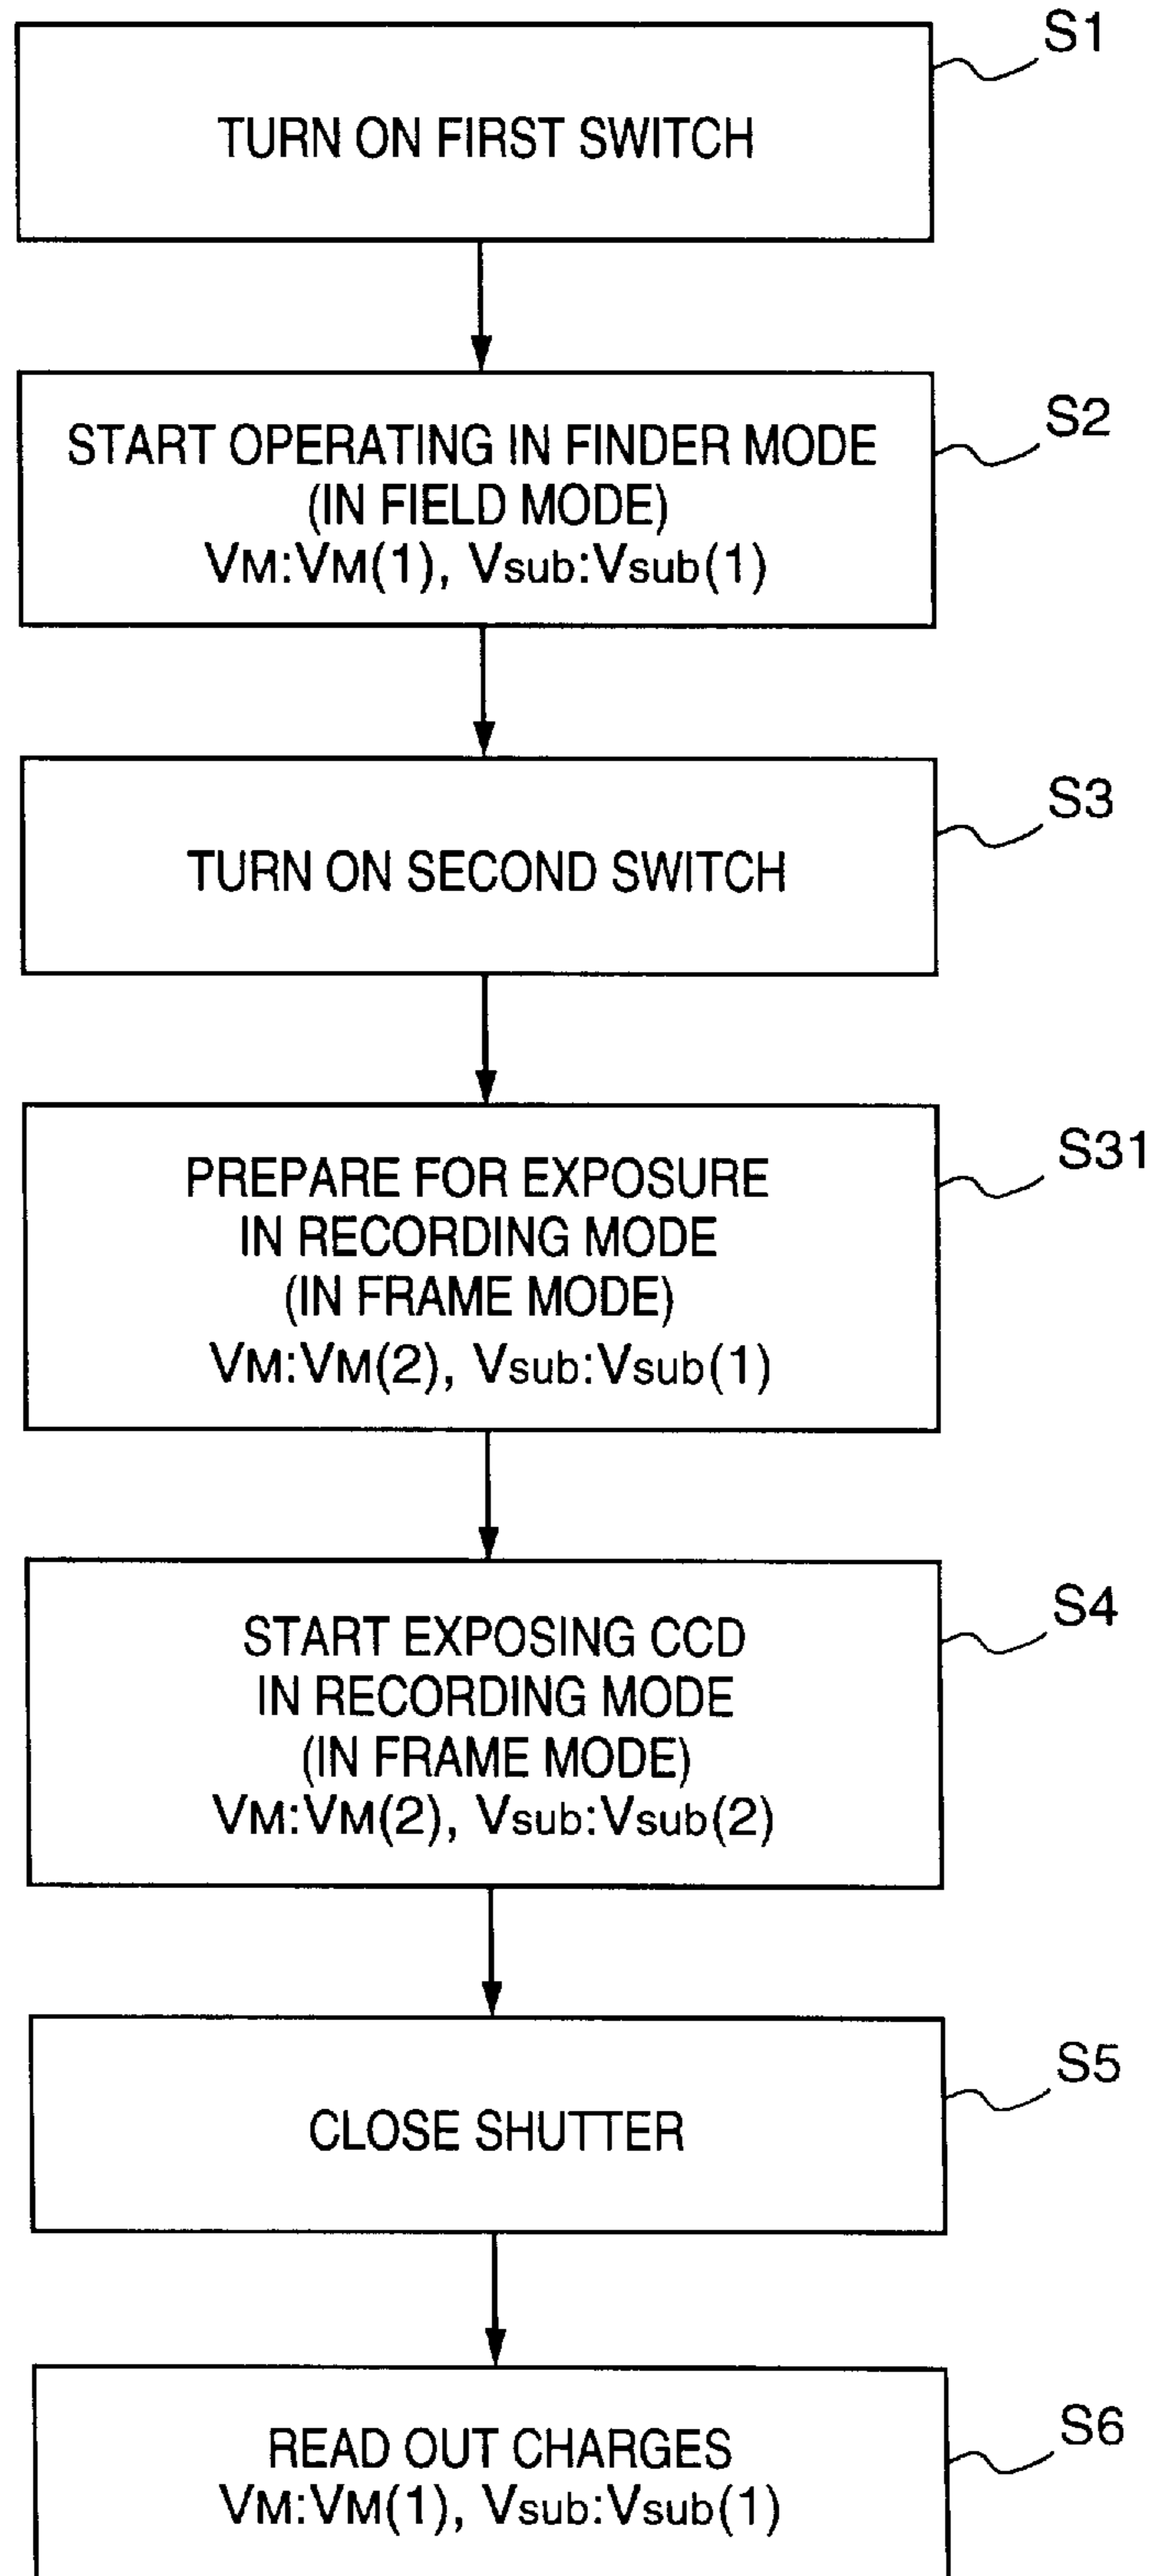 S1
TURN ON FIRST SWITCH
S2
START OPERATING IN FINDER MODE
(IN FIELD MODE)
VM:VM(1), Vsub:Vsub(1)
S3
TURN ON SECOND SWITCH
S31
PREPARE FOR EXPOSURE
IN RECORDING MODE
(IN FRAME MODE)
VM:VM(2), Vsub:Vsub(1)
S4
START EXPOSING CCD
IN RECORDING MODE
(IN FRAME MODE)
VM:VM(2), Vsub:Vsub(2)
S5
CLOSE SHUTTER
S6
READ OUT CHARGES
VM:VM(1), Vsub:Vsub(1)